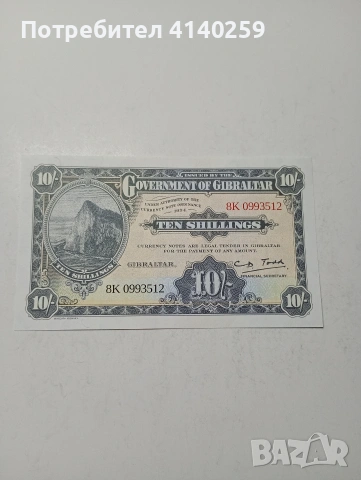 Потребител 4140259
10/-
ISSUED BY THE
10/-
GOVERNMENT OF GIBRALTAR
UNDER AUTHORITY OF THE
CURRENCY NOTE ORDINANCE
8K 0993512
TEN SHILLINGS
CURRENCY NOTES ARE LEGAL TENDER IN GIBRALTAR
FOR THE PAYMENT OF ANY AMOUNT.
TEN SHILLINGS
GIBRALTAR,
C P Todd
FINANCIAL SECRETARY.
8K 0993512
10/-
10/-
10/-
BAZAR